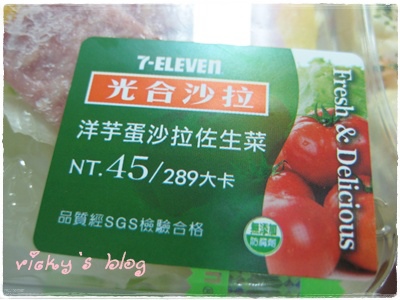 7-ELEVEN
光合沙拉
洋芋蛋沙拉佐生菜
NT.45/289大卡
品質經SGS檢驗合格
無添加
防腐劑
Fresh & Delicious
vicky's blog